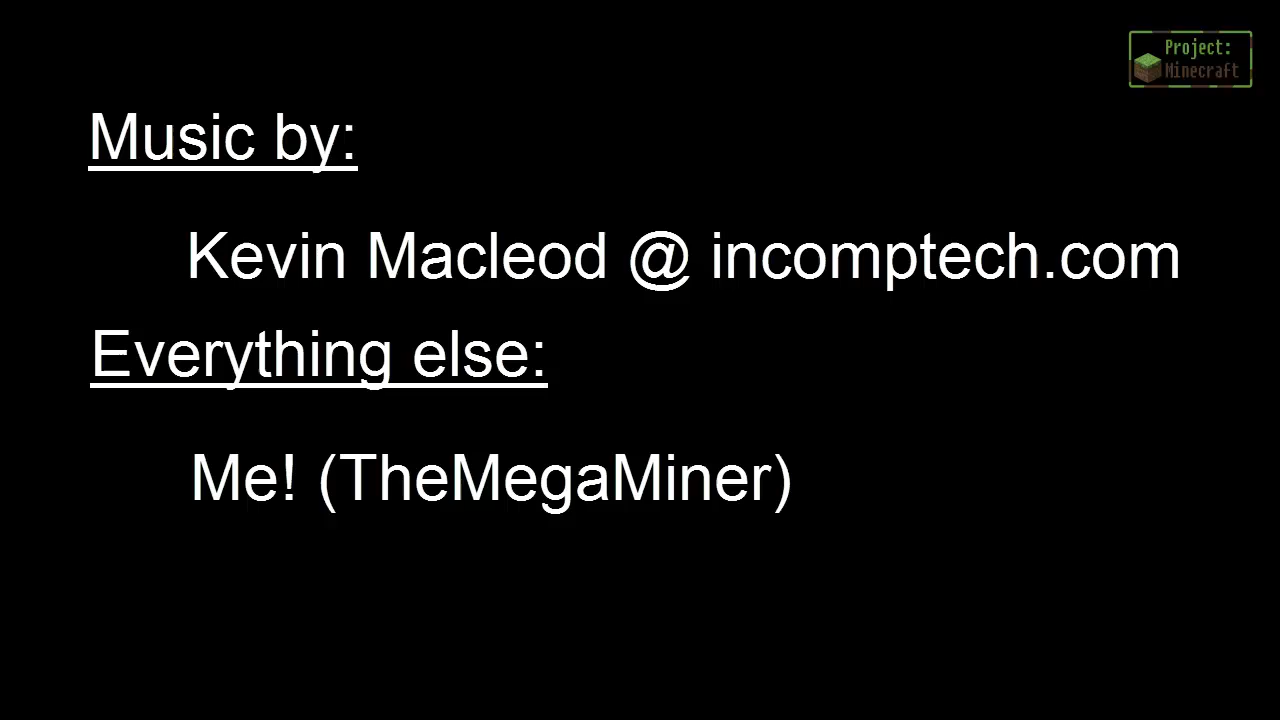 Project:
Minecraft
Music by:
Kevin Macleod @ incomptech.com
Everything else:
Me! (TheMegaMiner)